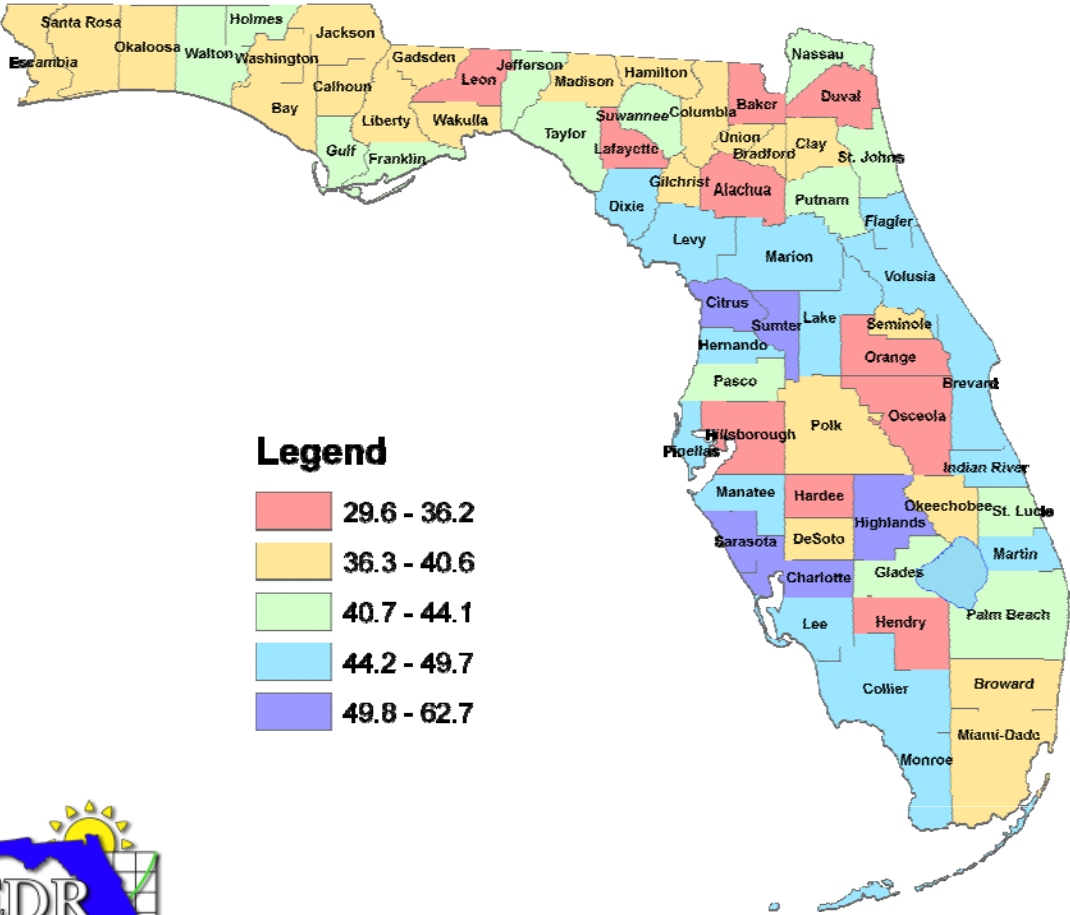 Santa Rosa
Holmes
Okaloosa
Walton
Washington
Jackson
Escambia
Gadsden
Jefferson
Leon
Madison
Hamilton
Nassau
Calhoun
Bay
Liberty
Wakulla
Suwannee
Columbia
Baker
Duval
Taylor
Lafayette
Union
Bradford
Clay
St. Johns
Gulf
Franklin
Gilchrist
Alachua
Putnam
Dixie
Flagler
Levy
Marion
Volusia
Citrus
Sumter
Lake
Seminole
Hernando
Orange
Pasco
Brevard
Osceola
Polk
Hillsborough
Pinellas
Indian River
Manatee
Hardee
Highlands
Okeechobee
St. Lucie
Sarasota
DeSoto
Martin
Charlotte
Glades
Lee
Hendry
Palm Beach
Collier
Broward
Miami-Dade
Monroe
Legend
29.6 - 36.2
36.3 - 40.6
40.7 - 44.1
44.2 - 49.7
49.8 - 62.7
EDR